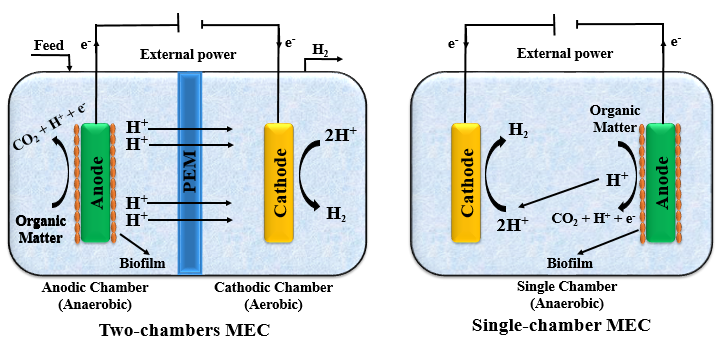 Feed
e-
External power
e-
H2
CO2 + H+ + e-
Anode
Organic
Matter
H+
H+
H+
H+
PEM
Cathode
2H+
H2
Biofilm
Anodic Chamber
(Anaerobic)
Cathodic Chamber
(Aerobic)
Two-chambers MEC
e-
External power
e-
Cathode
H2
2H+
Organic
Matter
H+
CO2 + H+ + e-
Anode
Biofilm
Single Chamber
(Anaerobic)
Single-chamber MEC